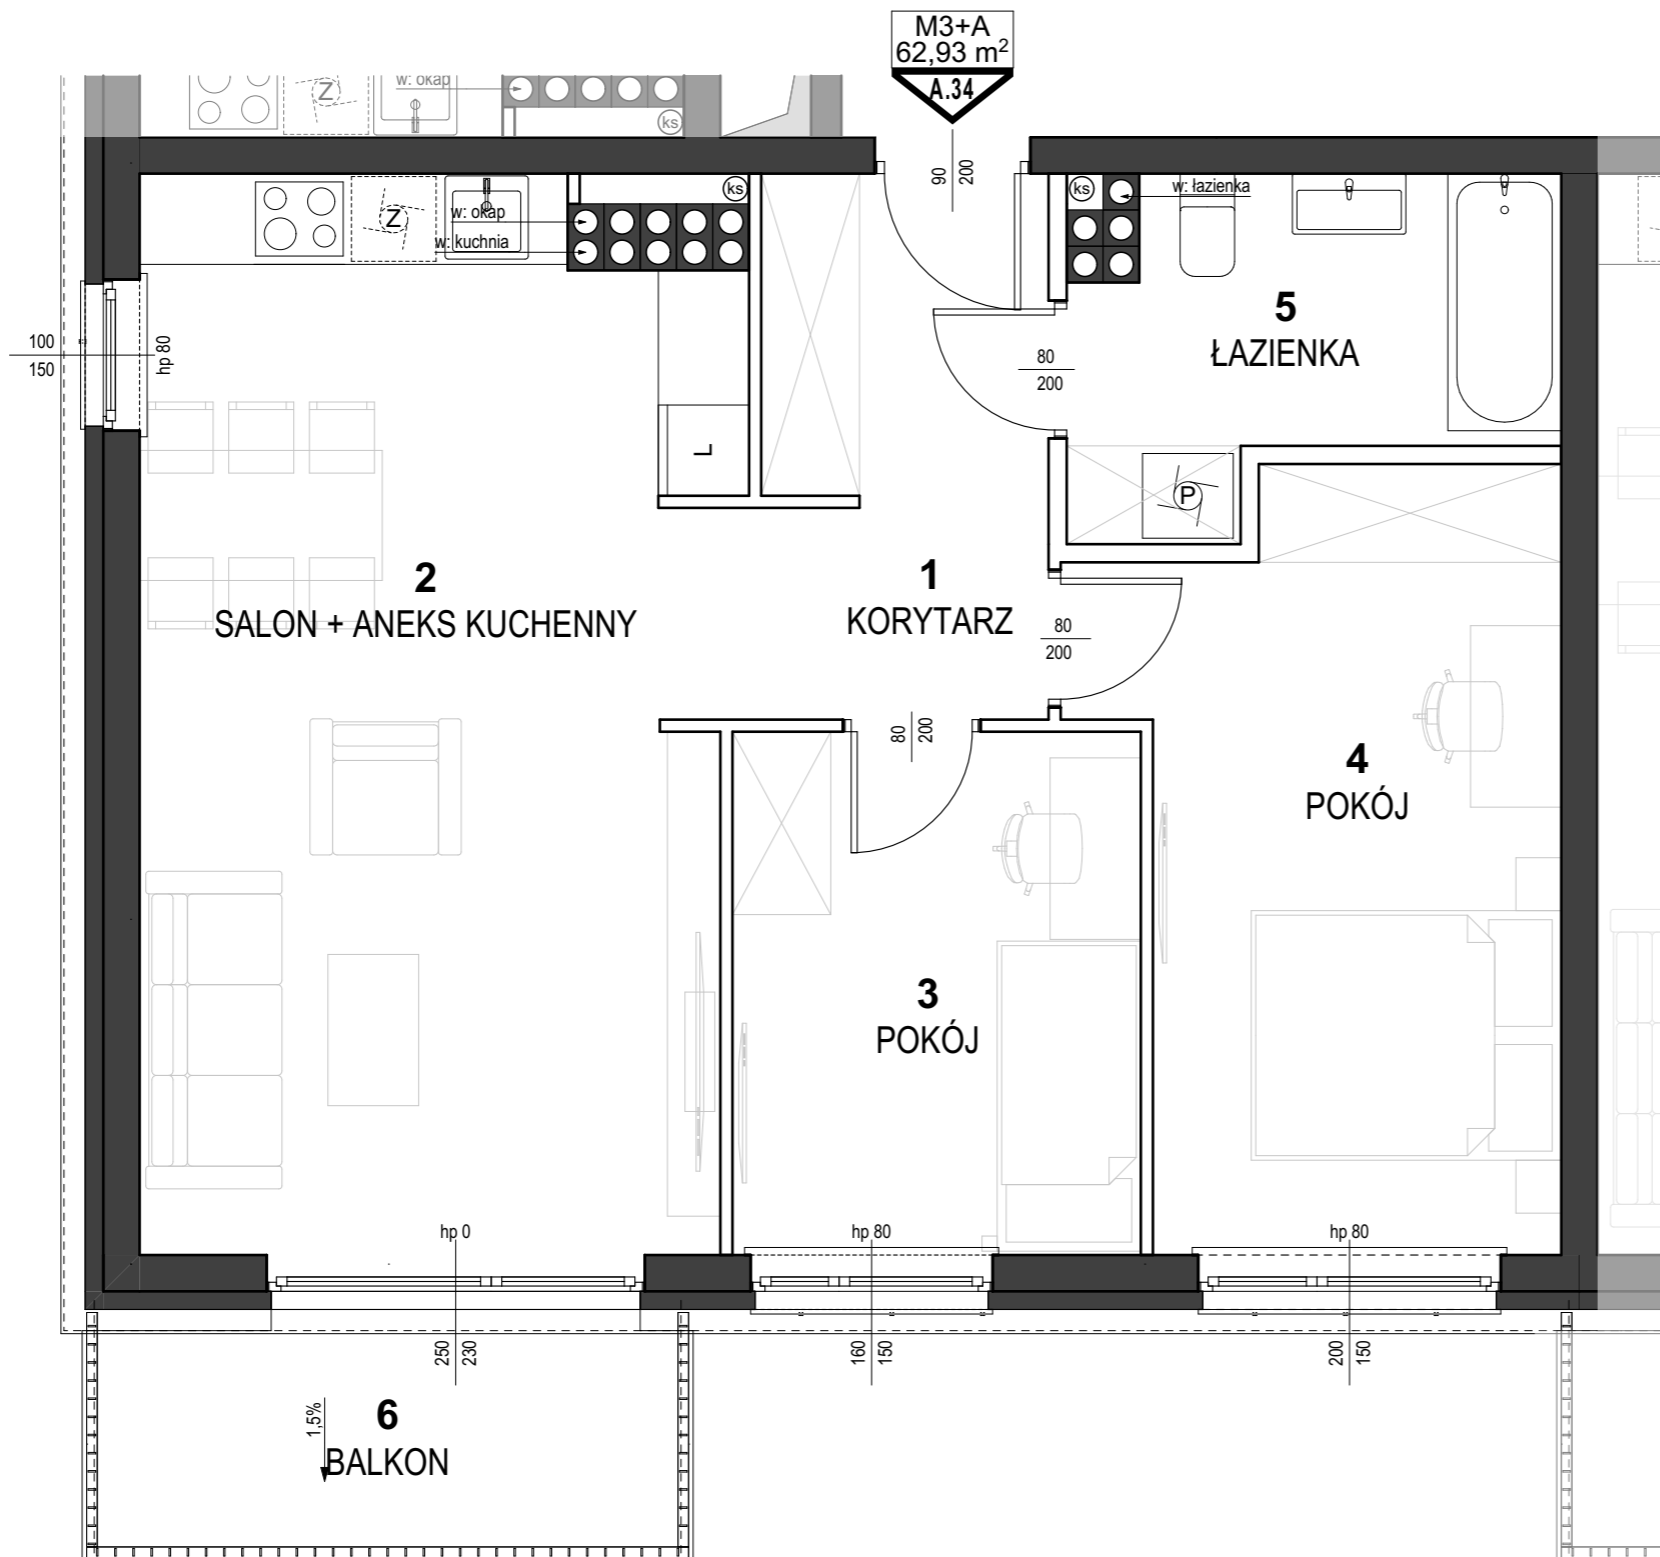 M3+A
62,93 m²
A.34
w: okap
Z
ks
90
200
ks
ks
w: łazienka
Z
w: okap
w: kuchnia
5
ŁAZIENKA
100
150
hp 80
80
200
L
P
2
SALON + ANEKS KUCHENNY
1
KORYTARZ
80
200
80
200
4
POKÓJ
3
POKÓJ
hp 0
hp 80
hp 80
250
230
160
150
200
150
1,5%
6
BALKON